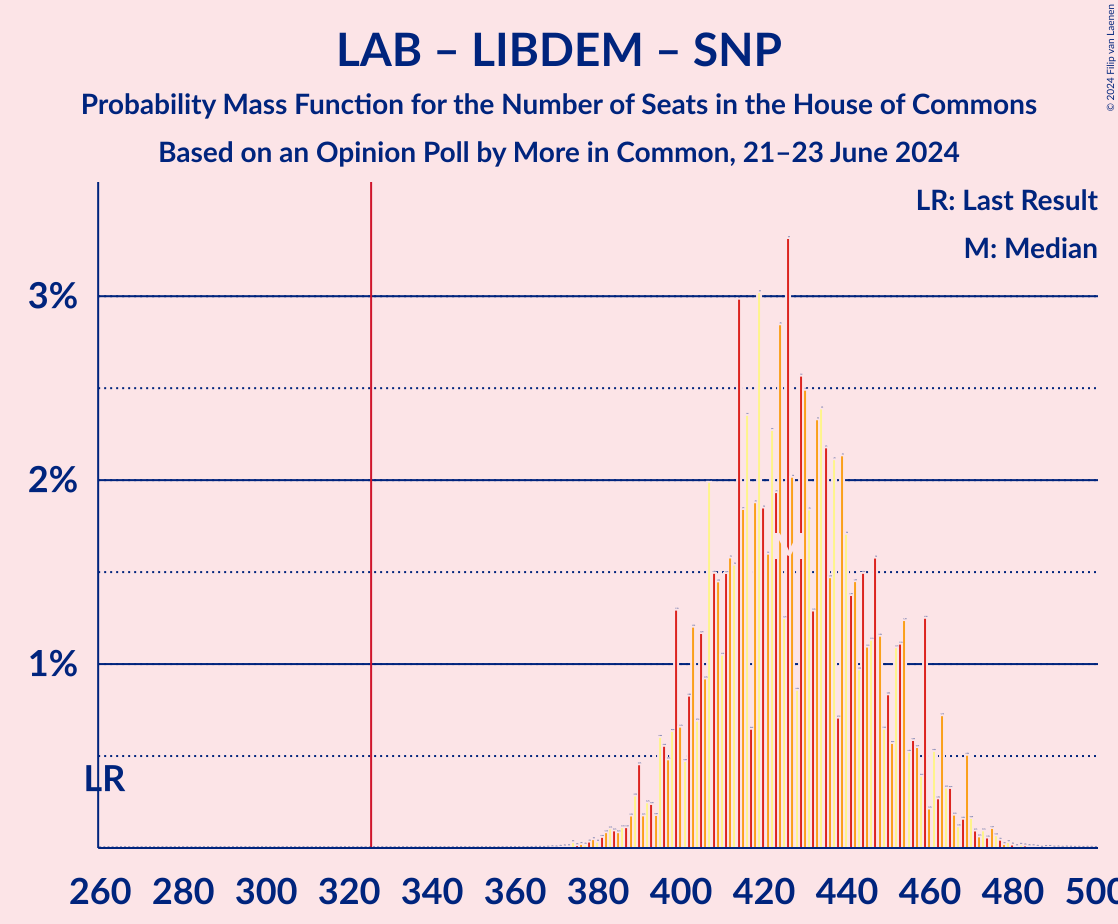 LAB – LIBDEM – SNP
Probability Mass Function for the Number of Seats in the House of Commons
Based on an Opinion Poll by More in Common, 21–23 June 2024
© 2024 Filip van Laenen
LR: Last Result
M: Median
3%
2%
1%
M
LR
260 280 300 320 340 360 380 400 420 440 460 480 500